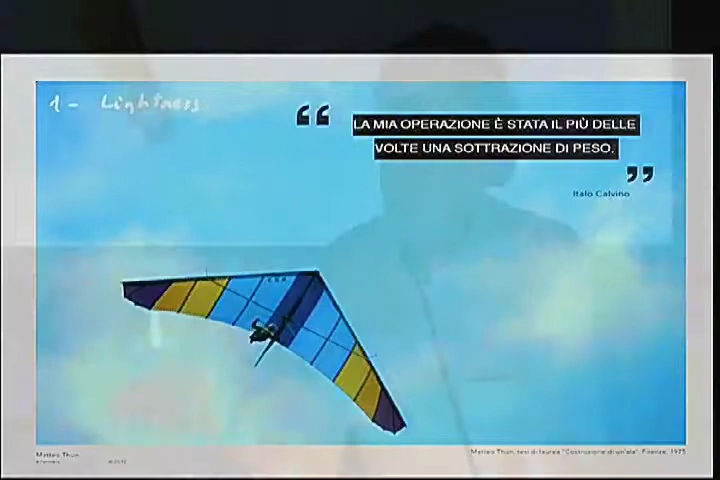 1- Lightness
“
LA MIA OPERAZIONE È STATA IL PIÙ DELLE
VOLTE UNA SOTTRAZIONE DI PESO.
”
Italo Calvino
Matteo Thun
Matteo Thun, tesi di laurea "Costruzione di un'ala", Firenze, 1975